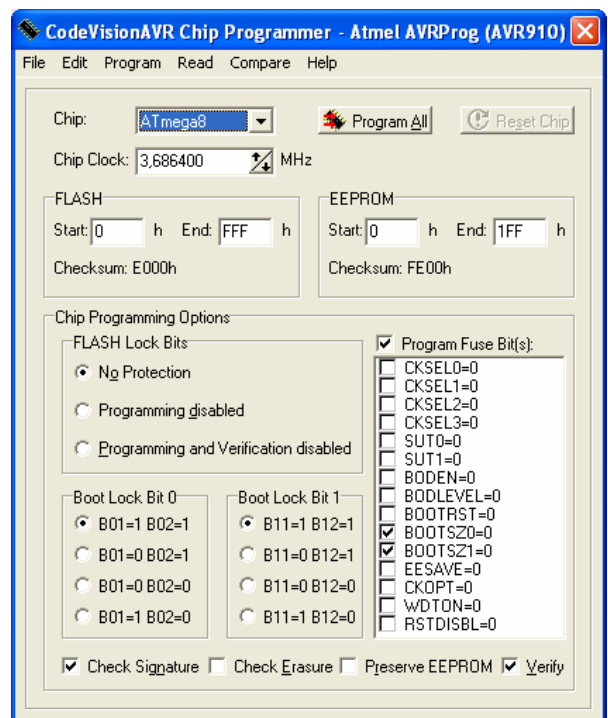 CodeVisionAVR Chip Programmer - Atmel AVRProg (AVR910)
File Edit Program Read Compare Help
Chip: ATmega8 Program All Reset Chip
Chip Clock: 3,686400 MHz
FLASH
Start: 0 h End: FFF h
Checksum: E000h
EEPROM
Start: 0 h End: 1FF h
Checksum: FE00h
Chip Programming Options
FLASH Lock Bits
No Protection
Programming disabled
Programming and Verification disabled
Boot Lock Bit 0
B01=1 B02=1
B01=0 B02=1
B01=0 B02=0
B01=1 B02=0
Boot Lock Bit 1
B11=1 B12=1
B11=0 B12=1
B11=0 B12=0
B11=1 B12=0
Program Fuse Bit(s):
CKSEL0=0
CKSEL1=0
CKSEL2=0
CKSEL3=0
SUT0=0
SUT1=0
BODEN=0
BODLEVEL=0
BOOTRST=0
BOOTSZ0=0
BOOTSZ1=0
EESAVE=0
CKOPT=0
WDTON=0
RSTDISBL=0
Check Signature Check Erasure Preserve EEPROM Verify